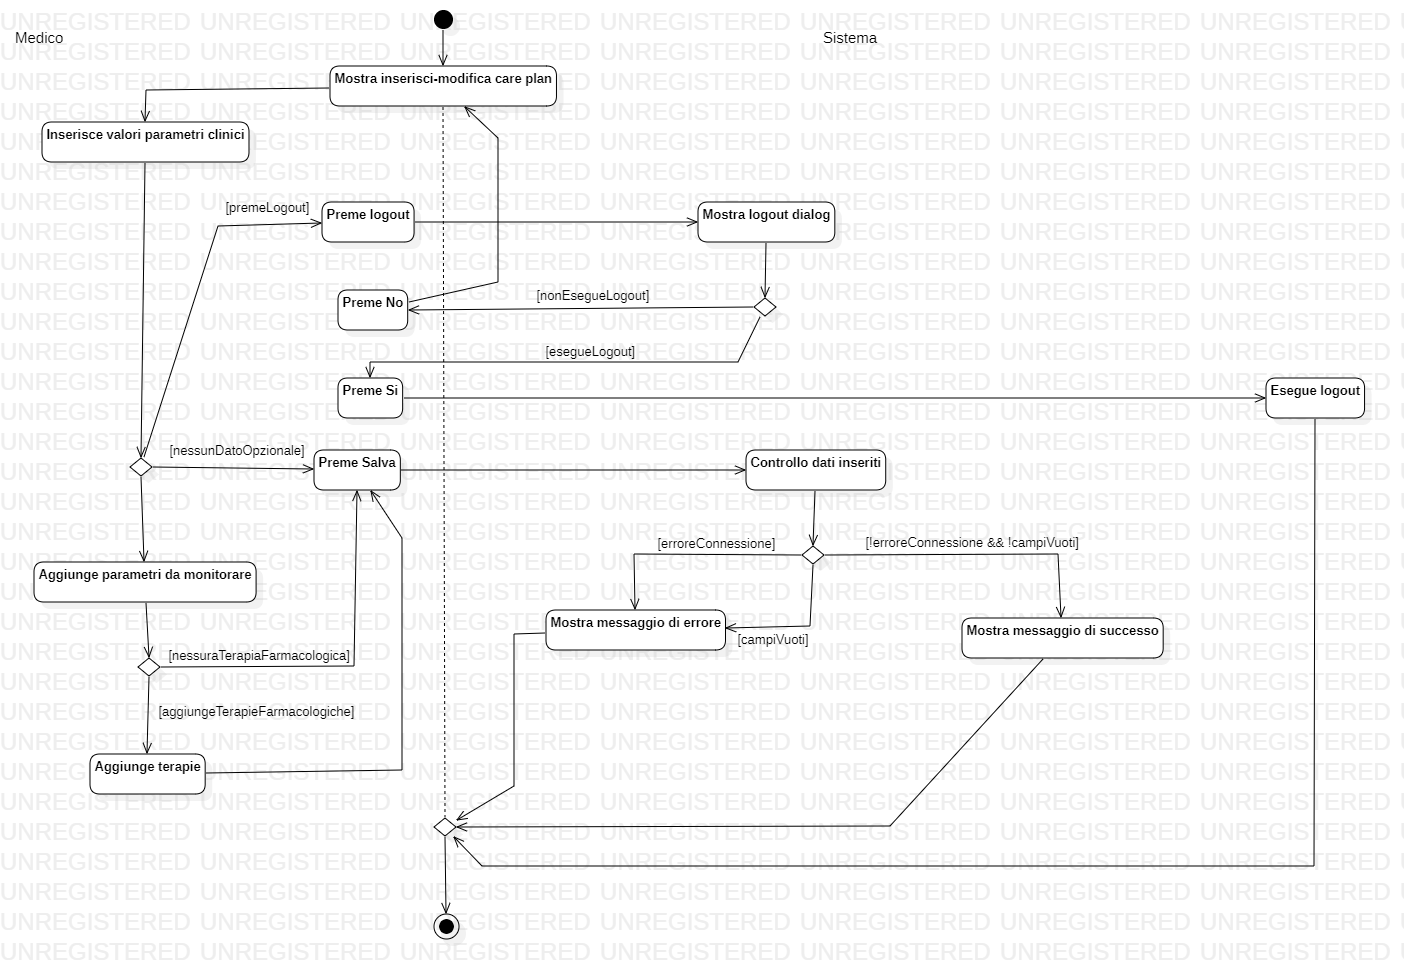 Medico
Sistema
Mostra inserisci-modifica care plan
Inserisce valori parametri clinici
[premeLogout]
Preme logout
Mostra logout dialog
Preme No
[nonEsegueLogout]
[esegueLogout]
Preme Si
Esegue logout
[nessunDatoOpzionale]
Preme Salva
Controllo dati inseriti
[erroreConnessione]
[!erroreConnessione && !campiVuoti]
Aggiunge parametri da monitorare
Mostra messaggio di errore
[campiVuoti]
Mostra messaggio di successo
[nessuraTerapiaFarmacologica]
[aggiungeTerapieFarmacologiche]
Aggiunge terapie
UNREGISTERED